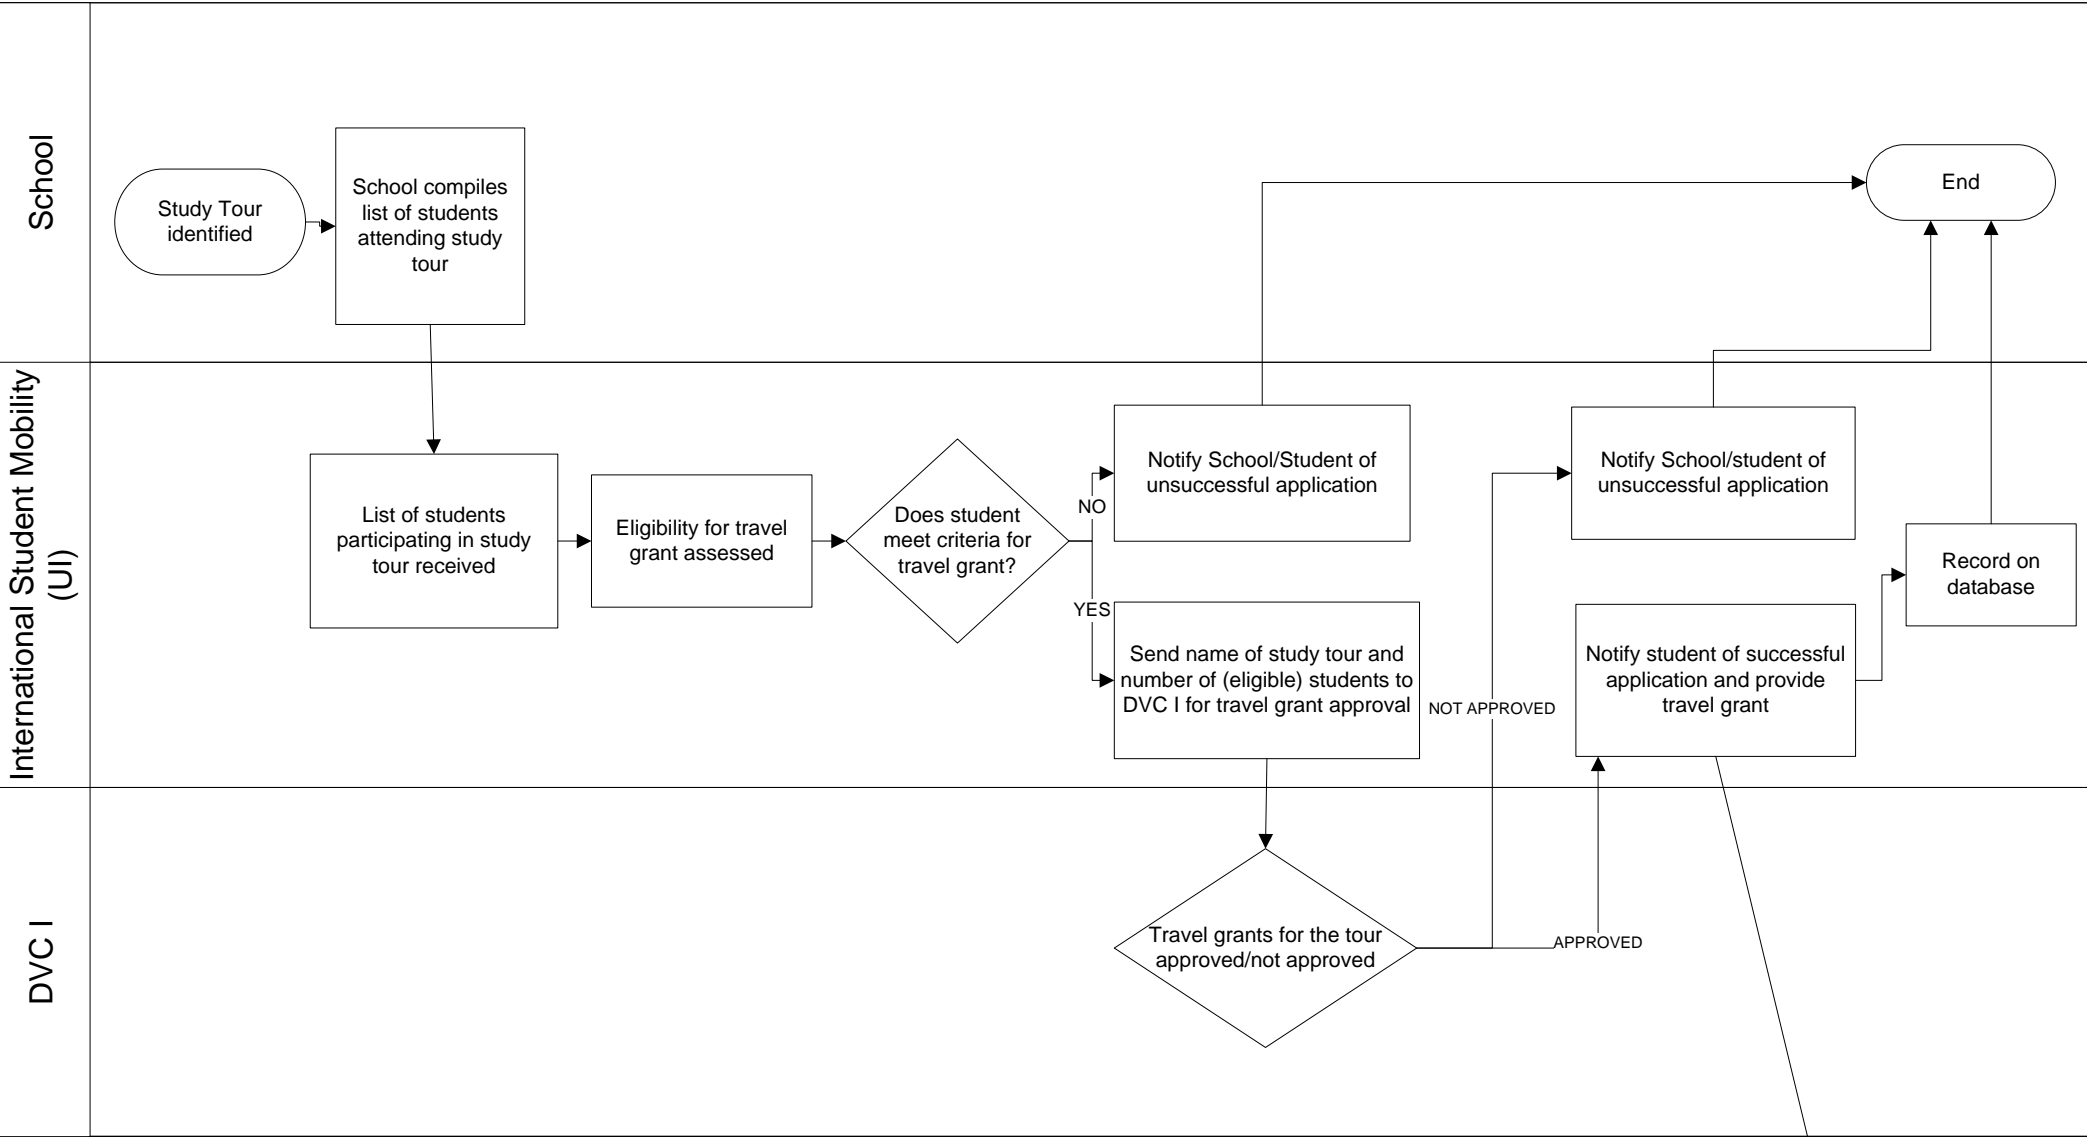 School
Study Tour
identified
School compiles
list of students
attending study
tour
End
International Student Mobility
(UI)
List of students
participating in study
tour received
Eligibility for travel
grant assessed
Does student
meet criteria for
travel grant?
NO
YES
Notify School/Student of
unsuccessful application
Send name of study tour and
number of (eligible) students to
DVC I for travel grant approval
NOT APPROVED
Notify School/student of
unsuccessful application
Notify student of successful
application and provide
travel grant
Record on
database
DVC I
Travel grants for the tour
approved/not approved
APPROVED